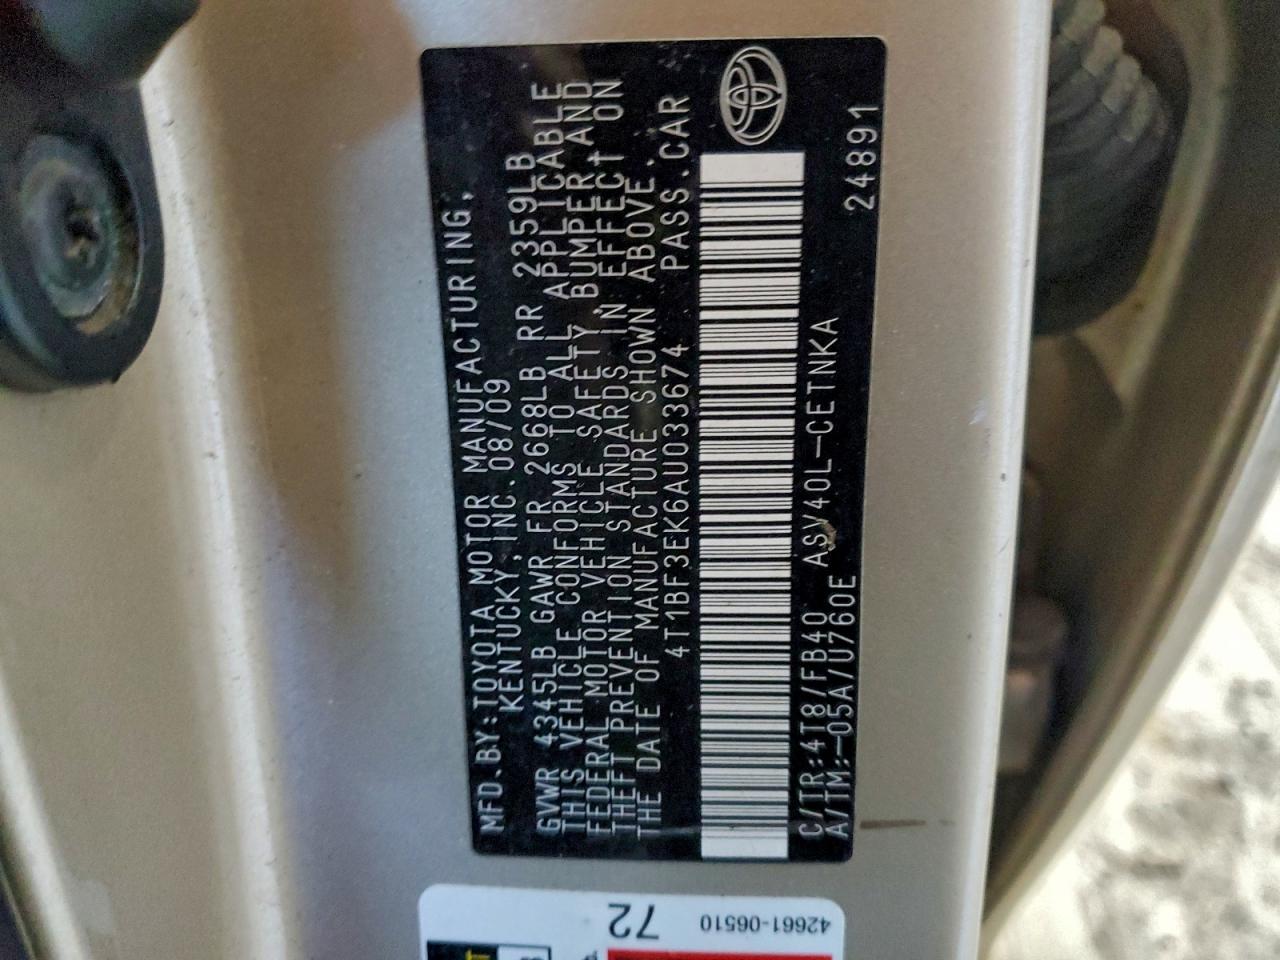 MFD.BY:TOYOTA MOTOR MANUFACTURING,
KENTUCKY,INC.08/09
GVWR 4345LB GAWR FR 2668LB RR 2359LB
THIS VEHICLE CONFORMS TO ALL APPLICABLE
FEDERAL MOTOR VEHICLE SAFETY,BUMPER,AND
THEFT PREVENTION STANDARDS IN EFFECT ON
THE DATE OF MANUFACTURE SHOWN ABOVE.
4T1BF3EK6AU033674 PASS.CAR
C/TR:4T8/FB40 ASV40L-CETNKA
A/TM:-05A/U760E
24891
42661-06510
72